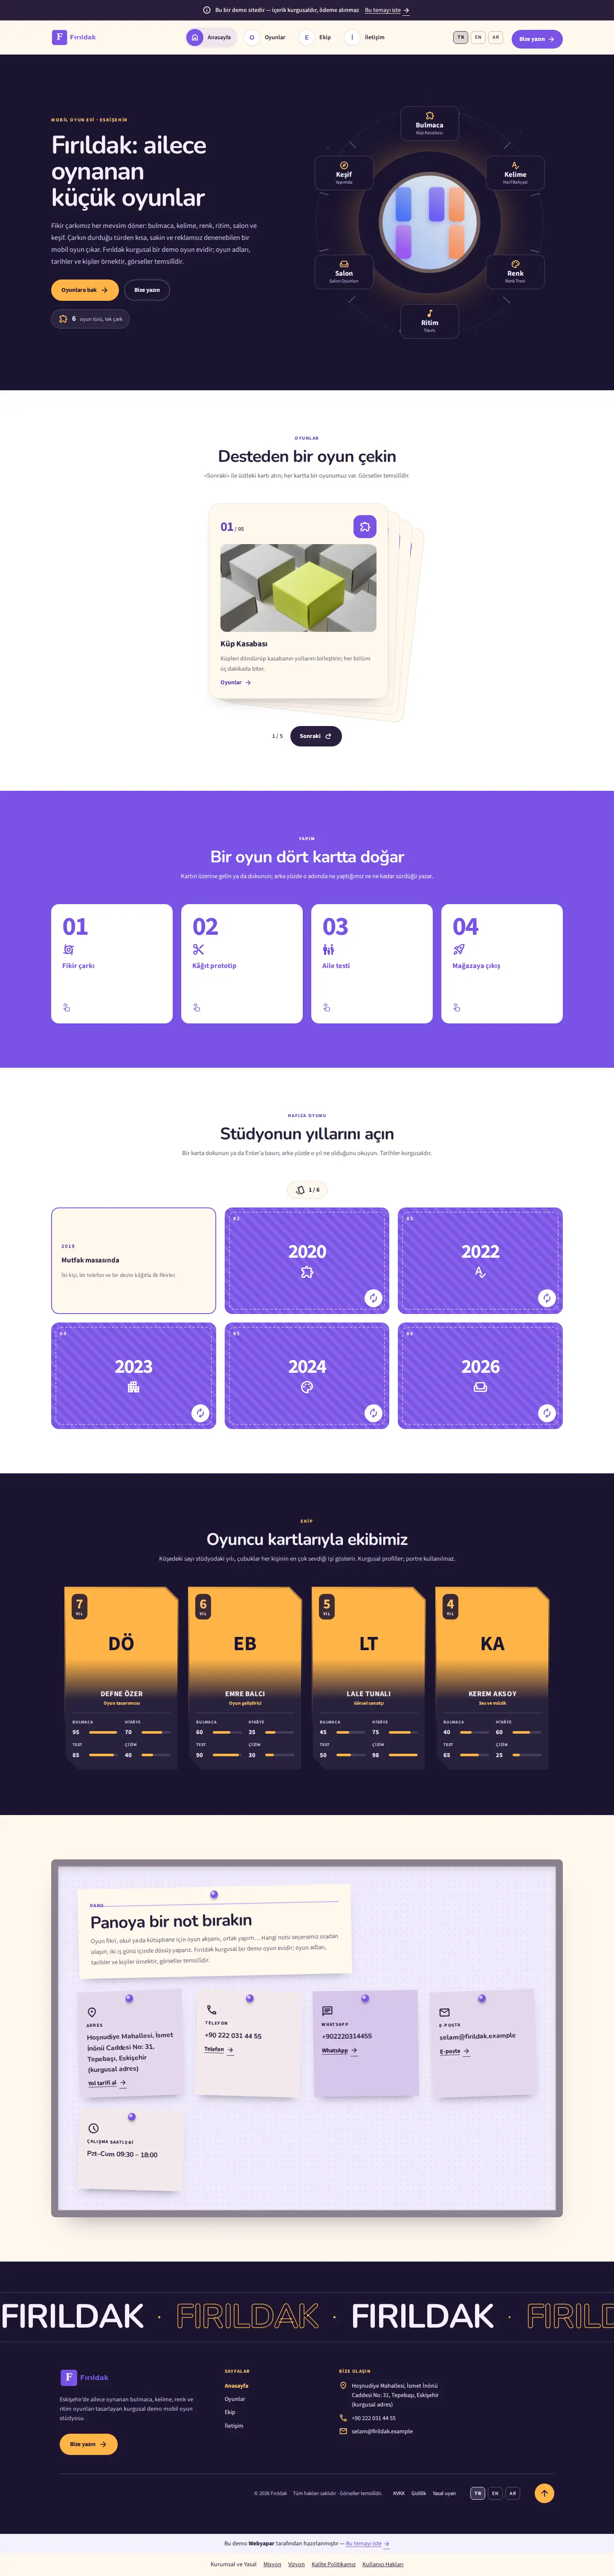 Bu bir demo sitedir — içerik kurgusaldır, ödeme alınmaz Bu temayı iste →
F Fırıldak
Anasayfa
O Oyunlar
E Ekip
İ İletişim
TR EN AR
Bize yazın →
MOBİL OYUN EVİ · ESKİŞEHİR
Fırıldak: ailece
oynanan
küçük oyunlar
Fikir çarkımız her mevsim döner: bulmaca, kelime, renk, ritim, salon ve
keşif. Çarkın durduğu türden kısa, sakin ve reklamsız denenebilen bir
mobil oyun çıkar. Fırıldak kurgusal bir demo oyun evidir; oyun adları,
tarihler ve kişiler örnektir, görseller temsilîdir.
Oyunlara bak →
Bize yazın
6 oyun türü, tek çark
Bulmaca
Küp Kasabası
Keşif
Yapımda
Kelime
Harf Bahçesi
Salon
Salon Oyunları
Renk
Renk Treni
Ritim
Tıkırtı
OYUNLAR
Desteden bir oyun çekin
«Sonraki» ile üstteki kartı atın; her kartta bir oyunumuz var. Görseller temsilîdir.
01 / 05
Küp Kasabası
Küpleri döndürüp kasabanın yollarını birleştirin; her bölüm
üç dakikada biter.
Oyunlar →
1 / 5
Sonraki
YAPIM
Bir oyun dört kartta doğar
Kartın üzerine gelin ya da dokunun; arka yüzde o adımda ne yaptığımız ve ne kadar sürdüğü yazar.
01
Fikir çarkı
02
Kâğıt prototip
03
Aile testi
04
Mağazaya çıkış
HAFIZA OYUNU
Stüdyonun yıllarını açın
Bir karta dokunun ya da Enter'a basın; arka yüzde o yıl ne olduğunu okuyun. Tarihler kurgusaldır.
1 / 6
2019
Mutfak masasında
İki kişi, bir telefon ve bir deste kâğıtla ilk fikirler.
02
2020
03
2022
04
2023
05
2024
06
2026
EKİP
Oyuncu kartlarıyla ekibimiz
Köşedeki sayı stüdyodaki yılı, çubuklar her kişinin en çok sevdiği işi gösterir. Kurgusal profiller; portre kullanılmaz.
7
YIL
DÖ
DEFNE ÖZER
Oyun tasarımcısı
BULMACA
95
HİKÂYE
70
TEST
85
ÇİZİM
40
6
YIL
EB
EMRE BALCI
Oyun geliştirici
BULMACA
60
HİKÂYE
35
TEST
90
ÇİZİM
30
5
YIL
LT
LALE TUNALI
Görsel sanatçı
BULMACA
45
HİKÂYE
75
TEST
50
ÇİZİM
98
4
YIL
KA
KEREM AKSOY
Ses ve müzik
BULMACA
40
HİKÂYE
60
TEST
65
ÇİZİM
25
PANO
Panoya bir not bırakın
Oyun fikri, okul ya da kütüphane için oyun akşamı, ortak yapım… Hangi notu seçerseniz oradan
ulaşın; iki iş günü içinde dönüş yaparız. Fırıldak kurgusal bir demo oyun evidir; oyun adları,
tarihler ve kişiler örnektir, görseller temsilîdir.
ADRES
Hoşnudiye Mahallesi, İsmet
İnönü Caddesi No: 31,
Tepebaşı, Eskişehir
(kurgusal adres)
Yol tarifi al →
TELEFON
+90 222 031 44 55
Telefon →
WHATSAPP
+902220314455
WhatsApp →
E-POSTA
selam@firildak.example
E-posta →
ÇALIŞMA SAATLERİ
Pzt–Cum 09:30 – 18:00
FIRILDAK · FIRILDAK · FIRILDAK · FIRILD
F Fırıldak
Eskişehir'de ailece oynanan bulmaca, kelime, renk ve
ritim oyunları tasarlayan kurgusal demo mobil oyun
stüdyosu.
Bize yazın →
SAYFALAR
Anasayfa
Oyunlar
Ekip
İletişim
BİZE ULAŞIN
Hoşnudiye Mahallesi, İsmet İnönü
Caddesi No: 31, Tepebaşı, Eskişehir
(kurgusal adres)
+90 222 031 44 55
selam@firildak.example
© 2026 Fırıldak Tüm hakları saklıdır · Görseller temsilîdir KVKK Gizlilik Yasal uyarı TR EN AR
Bu demo Webyapar tarafından hazırlanmıştır — Bu temayı iste →
Kurumsal ve Yasal Misyon Vizyon Kalite Politikamız Kullanıcı Hakları